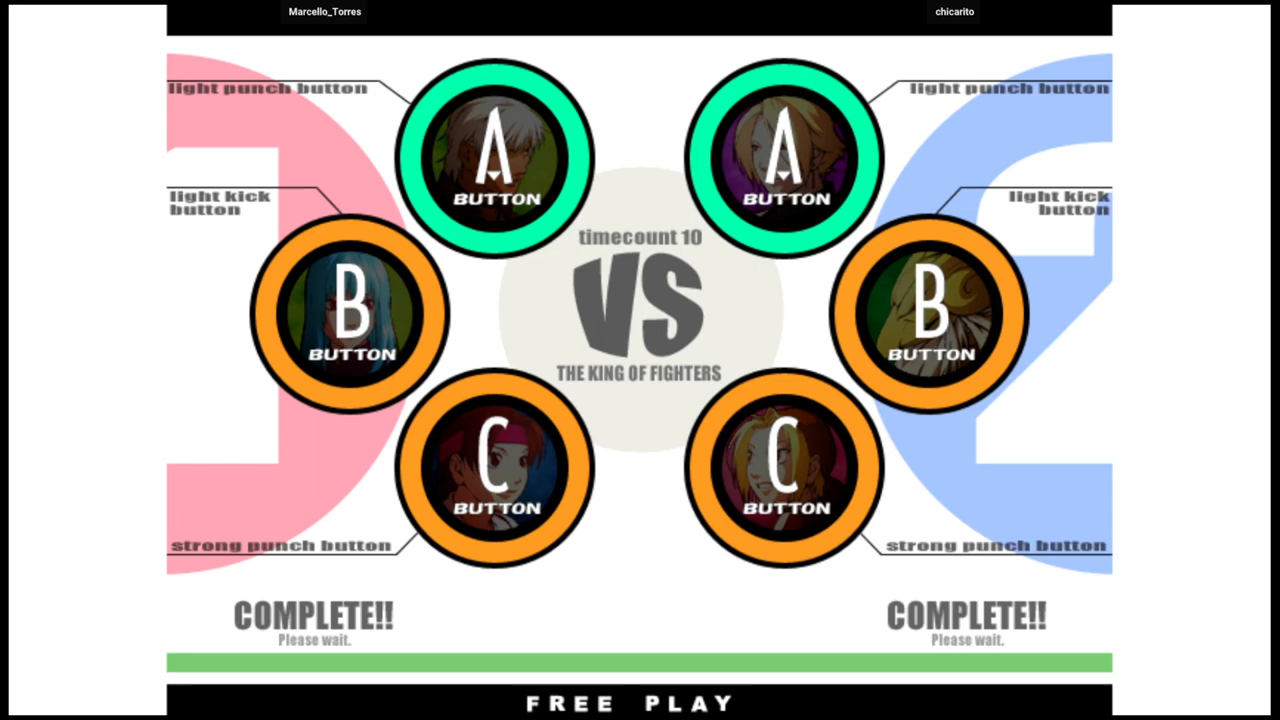 Marcello_Torres
chicarito
light punch button
A
BUTTON
A
BUTTON
light punch button
light kick
button
B
BUTTON
timecount 10
VS
THE KING OF FIGHTERS
light kick
button
B
BUTTON
C
BUTTON
C
BUTTON
strong punch button
strong punch button
COMPLETE!!
Please wait.
COMPLETE!!
Please wait.
FREE PLAY